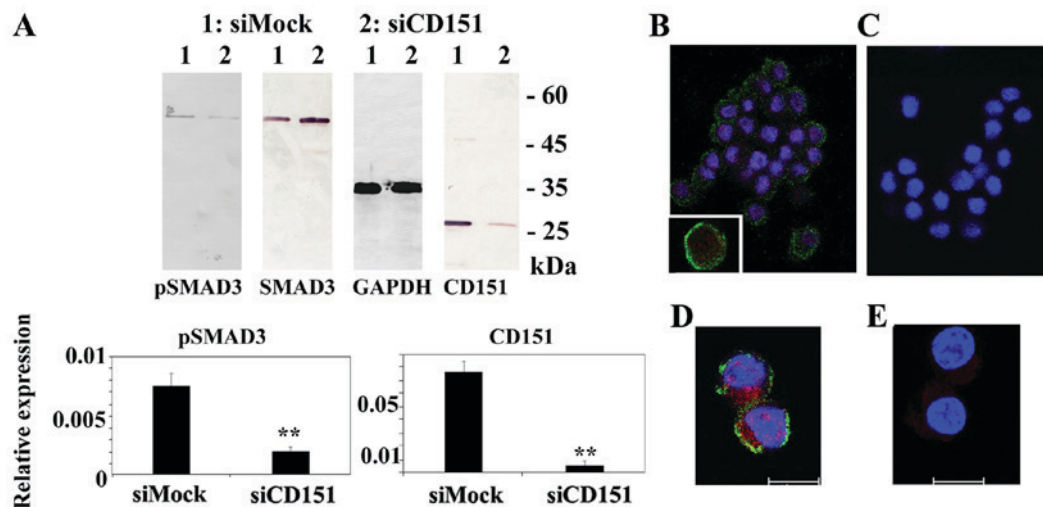 A
1: siMock 2: siCD151
1 2 1 2 1 2 1 2
- 60
- 45
- 35
- 25
kDa
pSMAD3 SMAD3 GAPDH CD151
Relative expression
pSMAD3
0.01
0.005
0
**
siMock siCD151
CD151
0.05
0.01
0
**
siMock siCD151
B
C
D
E